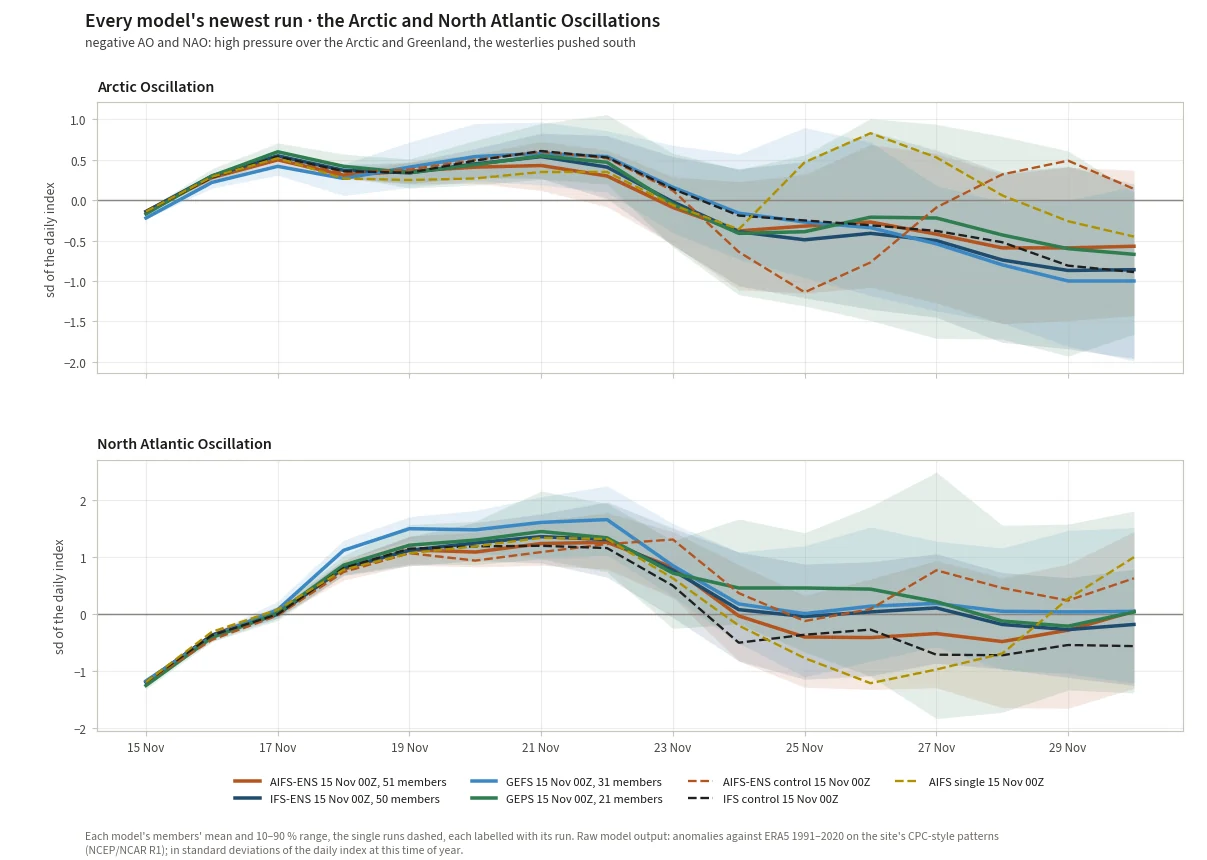 Every model's newest run · the Arctic and North Atlantic Oscillations
negative AO and NAO: high pressure over the Arctic and Greenland, the westerlies pushed south
Arctic Oscillation
1.0
0.5
0.0
−0.5
−1.0
−1.5
−2.0
sd of the daily index
North Atlantic Oscillation
2
1
0
−1
−2
sd of the daily index
15 Nov 17 Nov 19 Nov 21 Nov 23 Nov 25 Nov 27 Nov 29 Nov
AIFS-ENS 15 Nov 00Z, 51 members GEFS 15 Nov 00Z, 31 members AIFS-ENS control 15 Nov 00Z AIFS single 15 Nov 00Z
IFS-ENS 15 Nov 00Z, 50 members GEPS 15 Nov 00Z, 21 members IFS control 15 Nov 00Z
Each model's members' mean and 10–90 % range, the single runs dashed, each labelled with its run. Raw model output: anomalies against ERA5 1991–2020 on the site's CPC-style patterns
(NCEP/NCAR R1); in standard deviations of the daily index at this time of year.